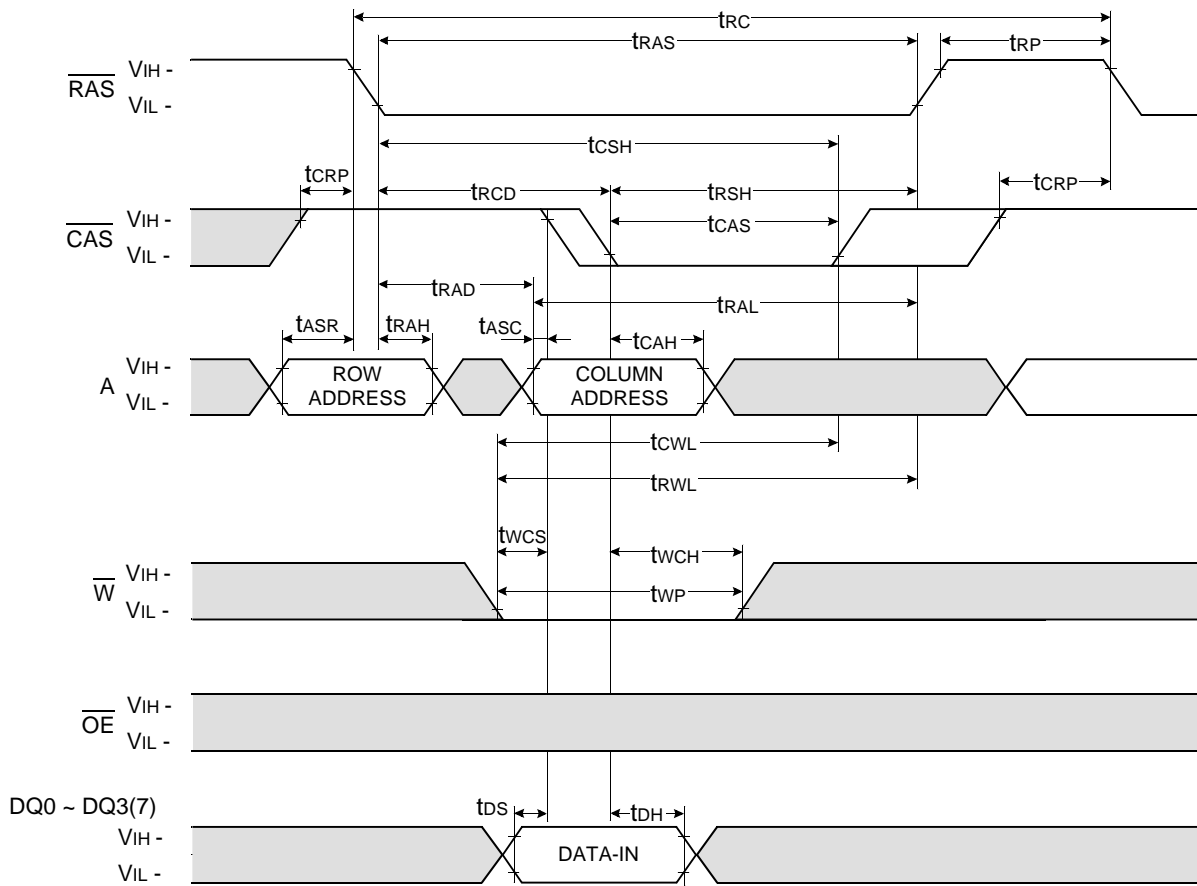 tRC
tRAS
tRP
RAS
VIH -
VIL -
tCSH
tCRP
tRCD
tRSH
tCRP
CAS
VIH -
VIL -
tCAS
tRAD
tRAL
tASR
tRAH
tASC
tCAH
A
VIH -
VIL -
ROW
ADDRESS
COLUMN
ADDRESS
tCWL
tRWL
tWCS
tWCH
W
VIH -
VIL -
tWP
OE
VIH -
VIL -
DQ0 ~ DQ3(7)
tDS
tDH
VIH -
VIL -
DATA-IN